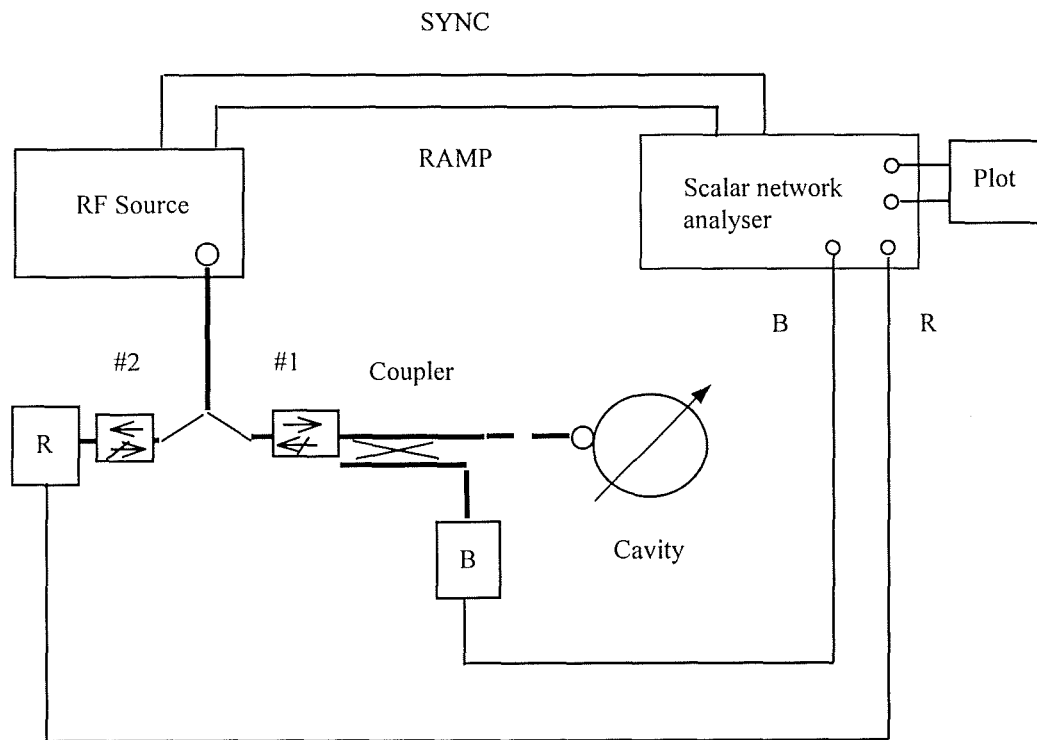 SYNC
RAMP
RF Source
Scalar network
analyser
Plot
B
R
#2
#1
Coupler
R
B
Cavity